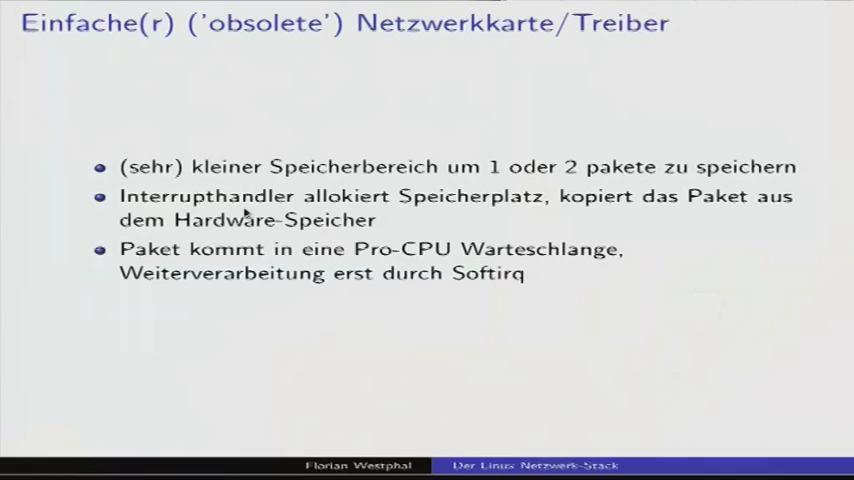 Einfache(r) ('obsolete') Netzwerkkarte/Treiber
(sehr) kleiner Speicherbereich um 1 oder 2 pakete zu speichern
Interrupthandler allokiert Speicherplatz, kopiert das Paket aus
dem Hardware-Speicher
Paket kommt in eine Pro-CPU Warteschlange,
Weiterverarbeitung erst durch Softirq
Florian Westphal
Der Linux Netzwerk-Stack